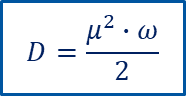 D = μ² · ω / 2